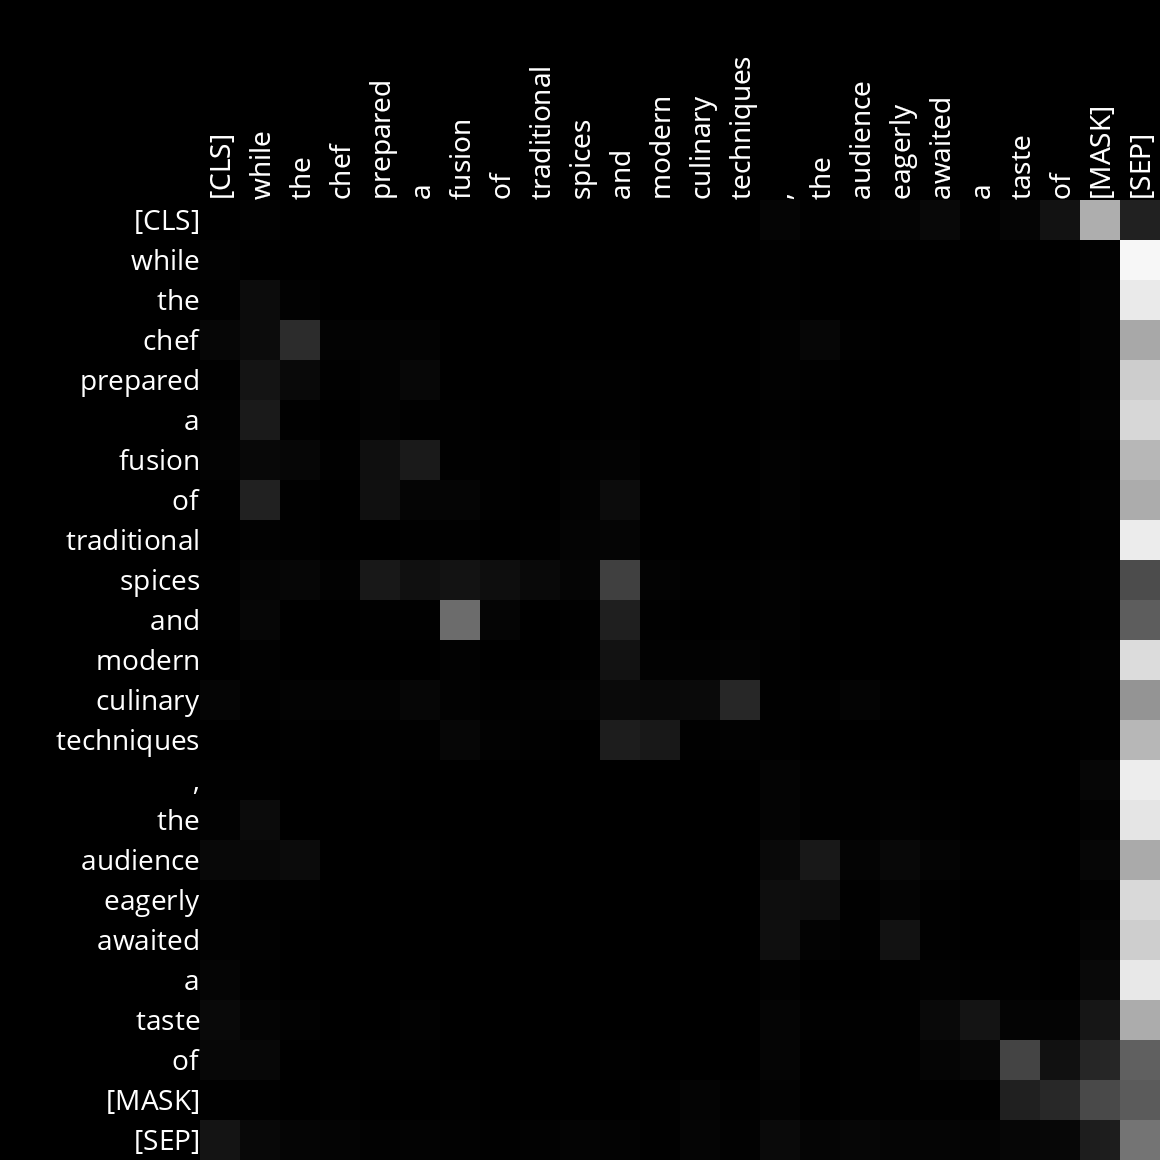 [CLS]
while
the
chef
prepared
a
fusion
of
traditional
spices
and
modern
culinary
techniques
,
the
audience
eagerly
awaited
a
taste
of
[MASK]
[SEP]
[CLS]
while
the
chef
prepared
a
fusion
of
traditional
spices
and
modern
culinary
techniques
,
the
audience
eagerly
awaited
a
taste
of
[MASK]
[SEP]